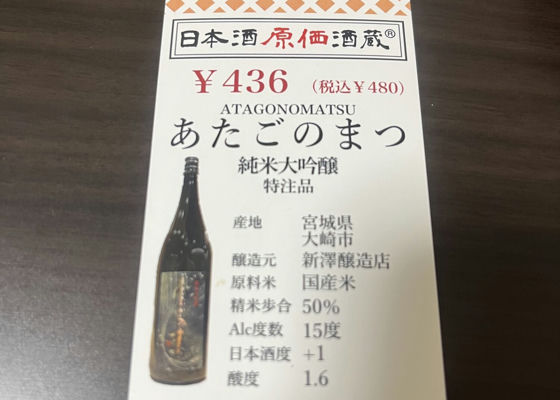 日本酒原価酒蔵®
¥436 (税込¥480)
ATAGONOMATSU
あたごのまつ
純米大吟醸
特注品
産地 宮城県
大崎市
醸造元 新澤醸造店
原料米 国産米
精米歩合 50%
Alc度数 15度
日本酒度 +1
酸度 1.6